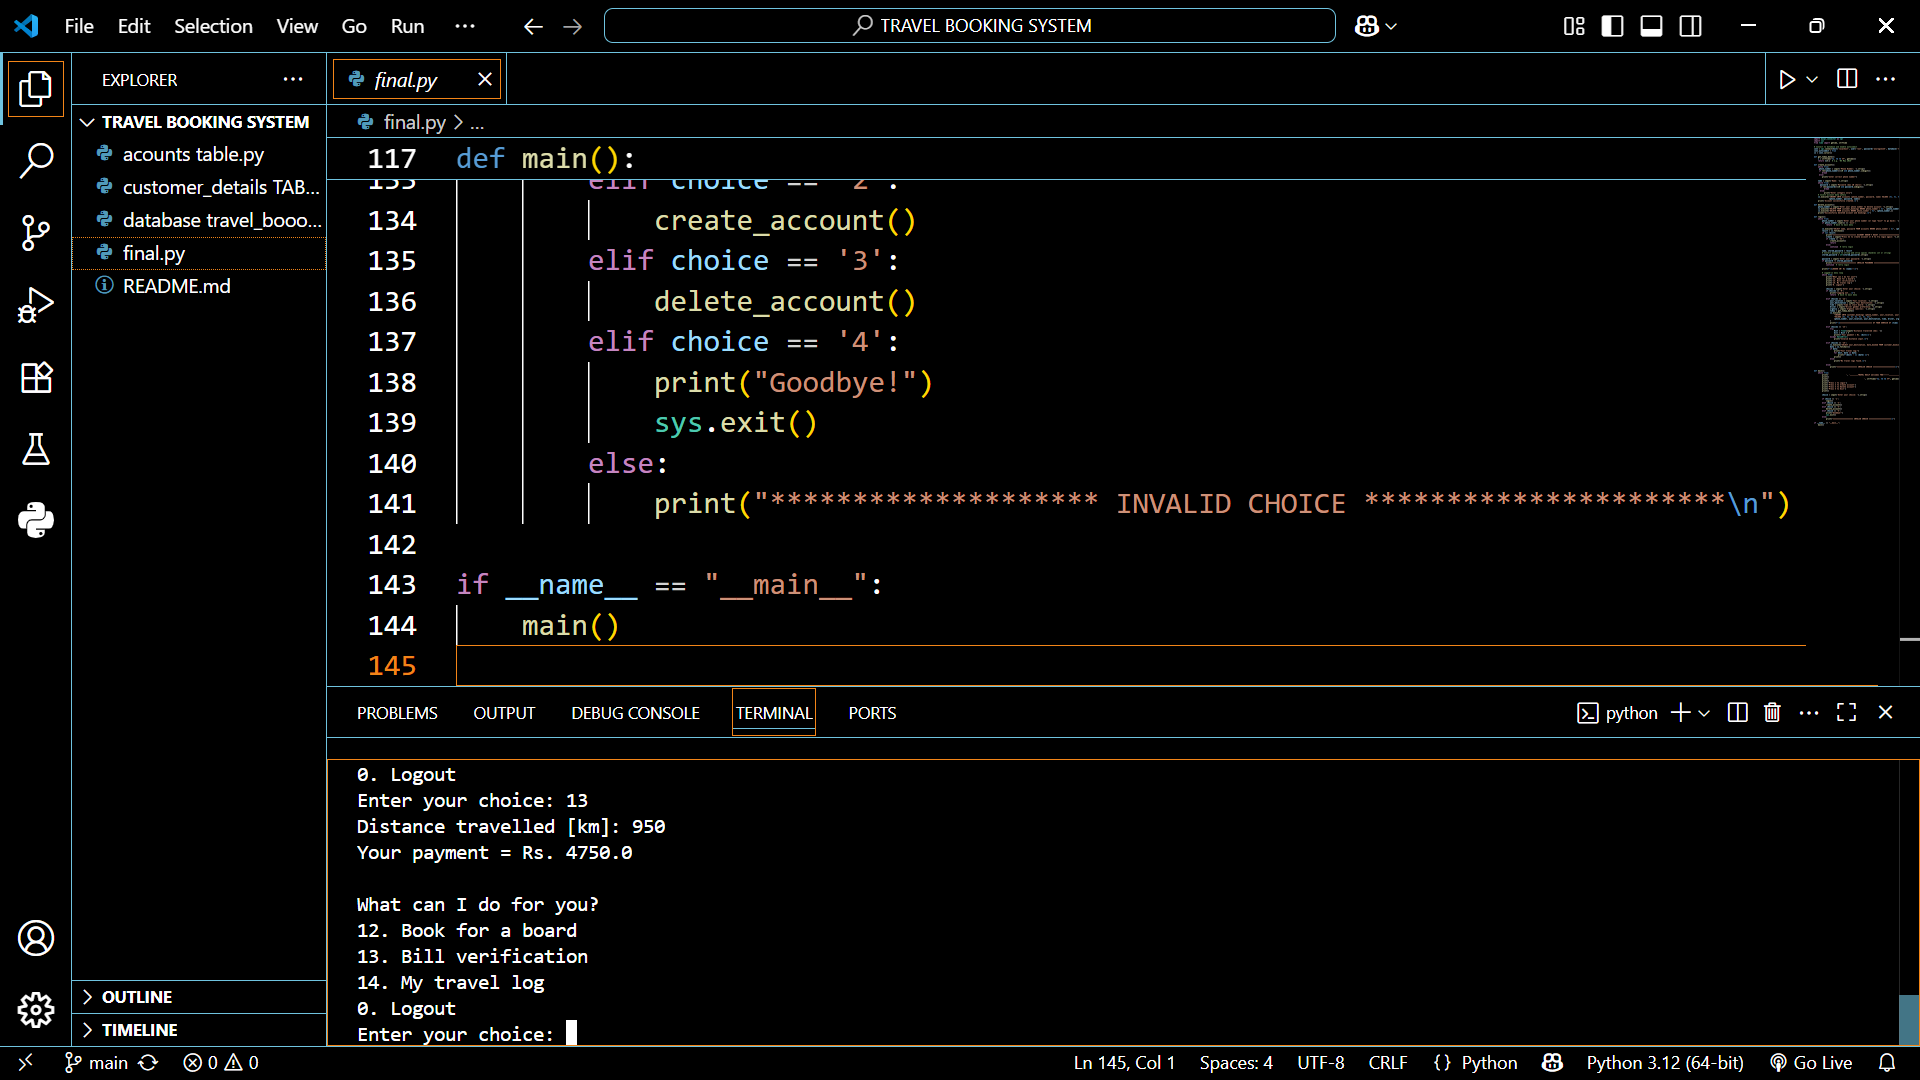 File Edit Selection View Go Run ··· TRAVEL BOOKING SYSTEM
EXPLORER ···
TRAVEL BOOKING SYSTEM
acounts table.py
customer_details TAB...
database travel_booo...
final.py
README.md
OUTLINE
TIMELINE
final.py
final.py > ...
117 def main():
133 elif choice == '2':
134 create_account()
135 elif choice == '3':
136 delete_account()
137 elif choice == '4':
138 print("Goodbye!")
139 sys.exit()
140 else:
141 print("******************** INVALID CHOICE **********************\n")
142
143 if __name__ == "__main__":
144 main()
145
PROBLEMS OUTPUT DEBUG CONSOLE TERMINAL PORTS python
0. Logout
Enter your choice: 13
Distance travelled [km]: 950
Your payment = Rs. 4750.0
What can I do for you?
12. Book for a board
13. Bill verification
14. My travel log
0. Logout
Enter your choice:
main 0 0 Ln 145, Col 1 Spaces: 4 UTF-8 CRLF {} Python Python 3.12 (64-bit) Go Live